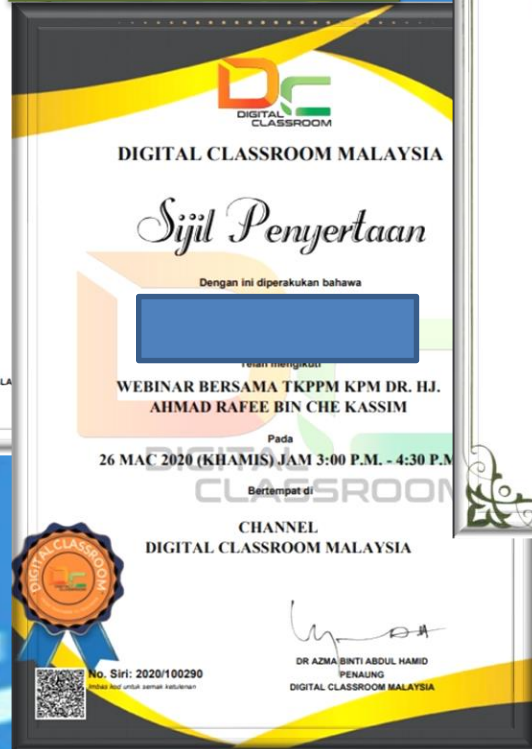 DIGITAL
CLASSROOM
DIGITAL CLASSROOM MALAYSIA
Sijil Penyertaan
Dengan ini diperakukan bahawa
Telah mengikuti
WEBINAR BERSAMA TKPPM KPM DR. HJ.
AHMAD RAFEE BIN CHE KASSIM
Pada
26 MAC 2020 (KHAMIS) JAM 3:00 P.M. - 4:30 P.M
DIGITAL
CLASSROOM
Bertempat di
CHANNEL
DIGITAL CLASSROOM MALAYSIA
DIGITAL CLASSROOM
DR AZMA BINTI ABDUL HAMID
PENAUNG
DIGITAL CLASSROOM MALAYSIA
No. Siri: 2020/100290
Imbas kod untuk semak ketulenan
LA